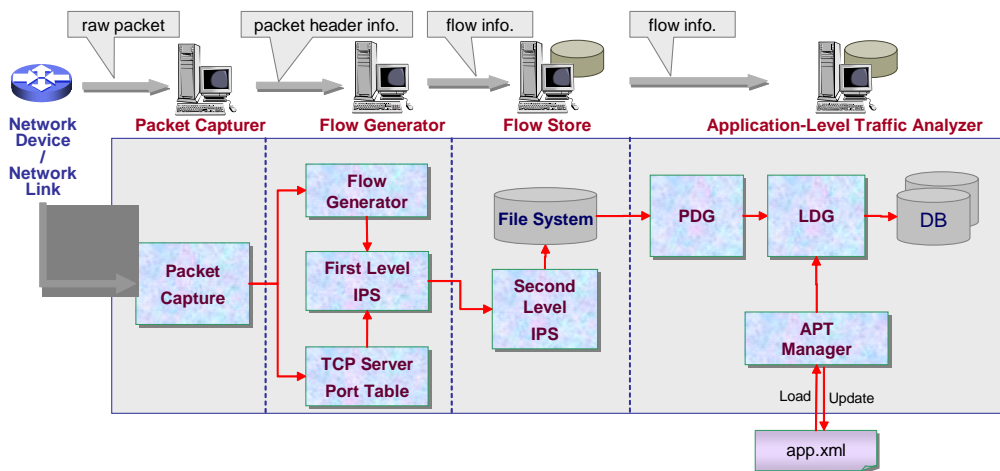 raw packet
packet header info.
flow info.
flow info.
Network
Device
/
Network
Link
Packet Capturer
Flow Generator
Flow Store
Application-Level Traffic Analyzer
Packet
Capture
Flow
Generator
First Level
IPS
TCP Server
Port Table
File System
Second
Level
IPS
PDG
LDG
DB
APT
Manager
Load
Update
app.xml